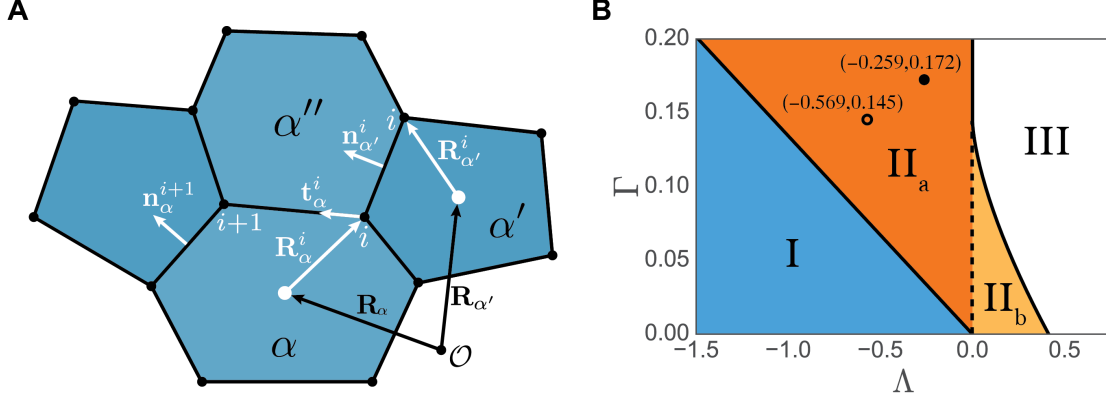 A
α′′
i
n^i_α′
R^i_α′
n^{i+1}_α
t^i_α
i+1
i
α′
R^i_α
R_α
R_α′
α
𝒪
B
0.20
(−0.259,0.172)
(−0.569,0.145)
0.15
III
II_a
Γ
0.10
I
0.05
II_b
0.00
−1.5
−1.0
−0.5
0.0
0.5
Λ